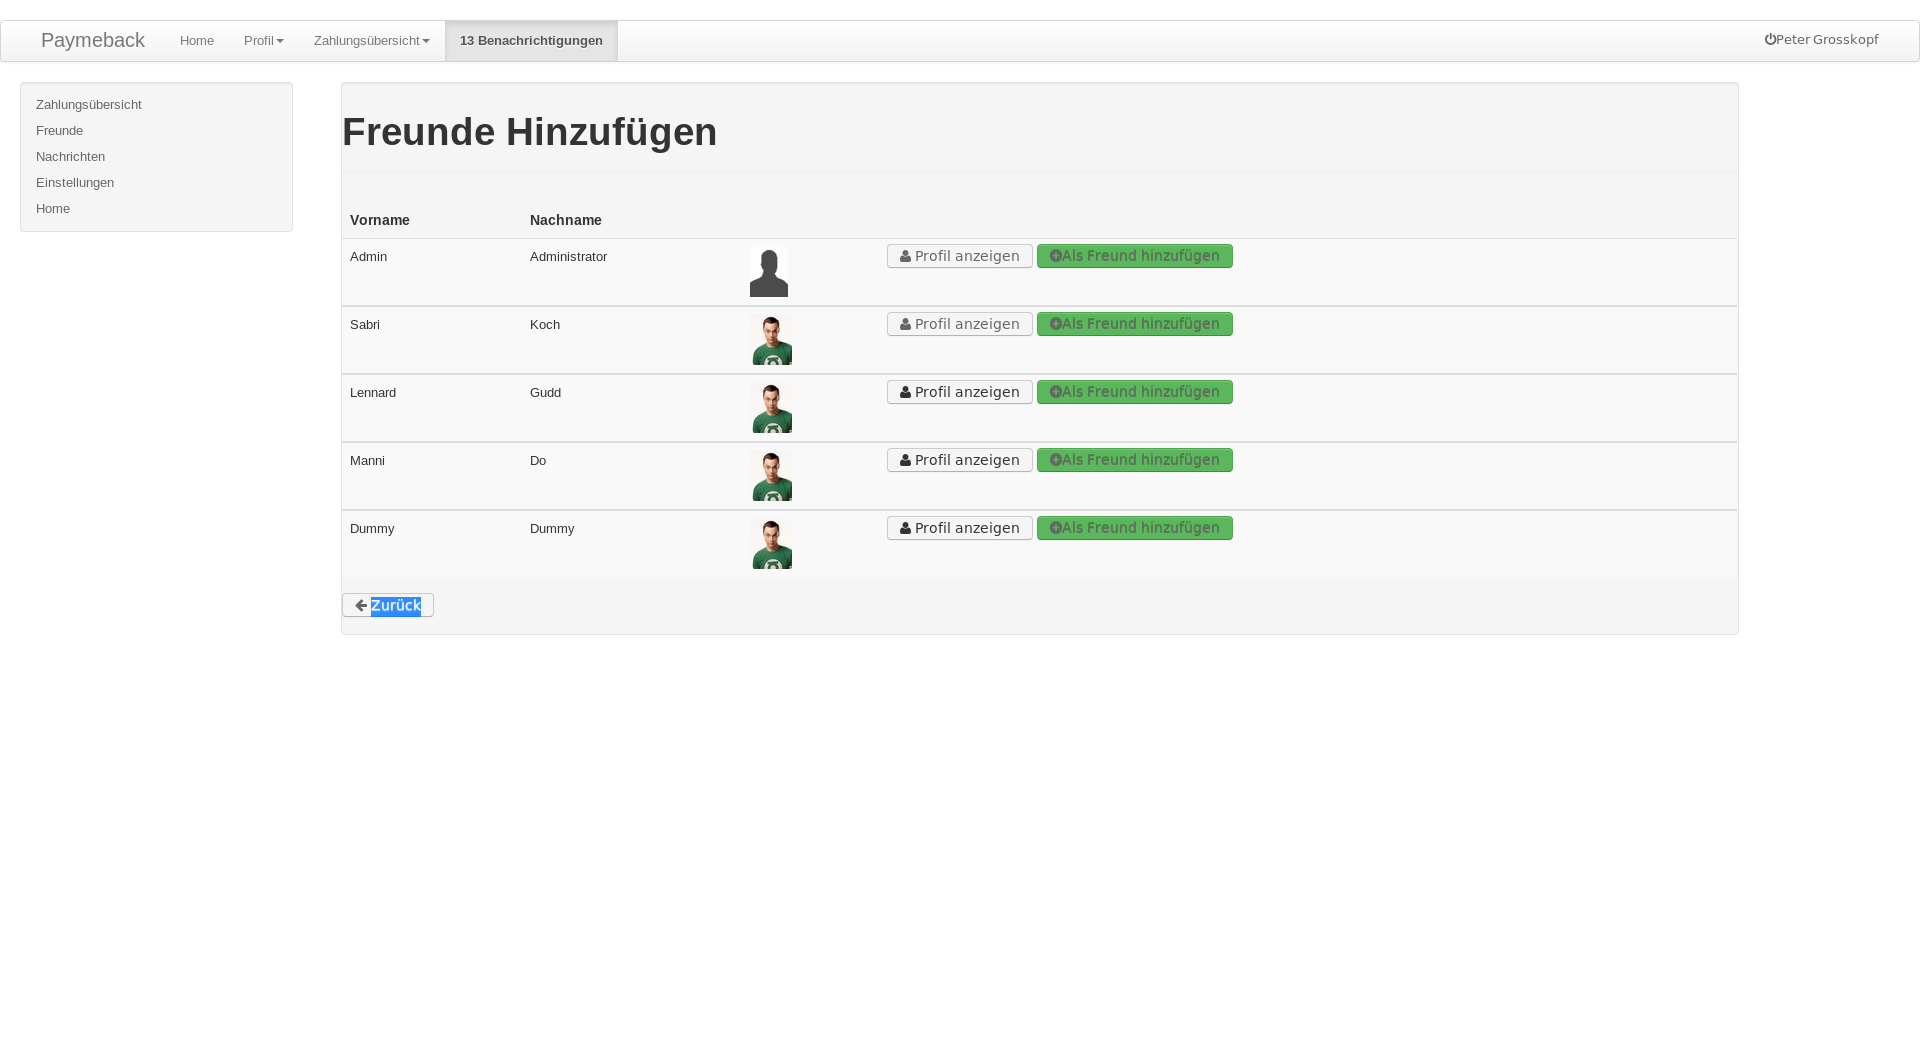 Paymeback Home Profil Zahlungsübersicht 13 Benachrichtigungen Peter Grosskopf
Zahlungsübersicht
Freunde
Nachrichten
Einstellungen
Home
Freunde Hinzufügen
Vorname Nachname
Admin Administrator Profil anzeigen Als Freund hinzufügen
Sabri Koch Profil anzeigen Als Freund hinzufügen
Lennard Gudd Profil anzeigen Als Freund hinzufügen
Manni Do Profil anzeigen Als Freund hinzufügen
Dummy Dummy Profil anzeigen Als Freund hinzufügen
Zurück